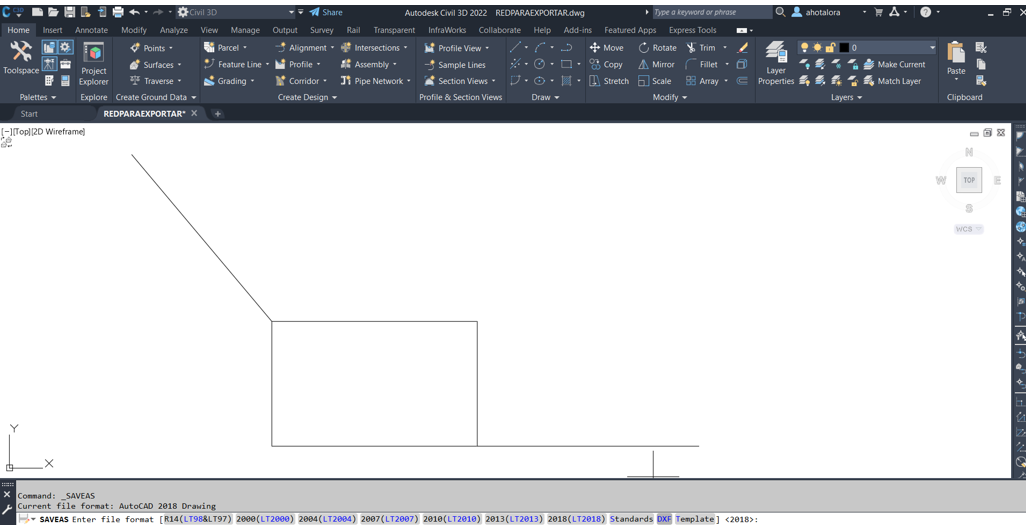 C 3D Civil 3D Share Autodesk Civil 3D 2022 REDPARAEXPORTAR.dwg Type a keyword or phrase ahotalora
Home Insert Annotate Modify Analyze View Manage Output Survey Rail Transparent InfraWorks Collaborate Help Add-ins Featured Apps Express Tools
Points Parcel Alignment Intersections Profile View Move Rotate Trim 0
Toolspace Project Explorer Surfaces Feature Line Profile Assembly Sample Lines Copy Mirror Fillet Layer Properties Make Current Paste
Traverse Grading Corridor Pipe Network Section Views Stretch Scale Array Match Layer
Palettes Explore Create Ground Data Create Design Profile & Section Views Draw Modify Layers Clipboard
Start REDPARAEXPORTAR* +
[−][Top][2D Wireframe]
N
W TOP E
S
WCS
Y
X
Command: _SAVEAS
Current file format: AutoCAD 2018 Drawing
SAVEAS Enter file format [R14(LT98&LT97) 2000(LT2000) 2004(LT2004) 2007(LT2007) 2010(LT2010) 2013(LT2013) 2018(LT2018) Standards DXF Template] <2018>: